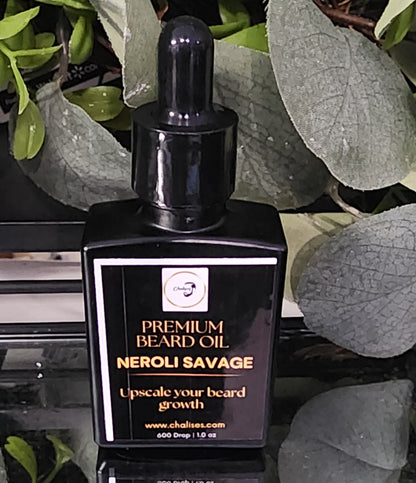 PREMIUM
BEARD OIL
NEROLI SAVAGE
Upscale your beard
growth
www.chalises.com
600 Drop | 1.0 oz